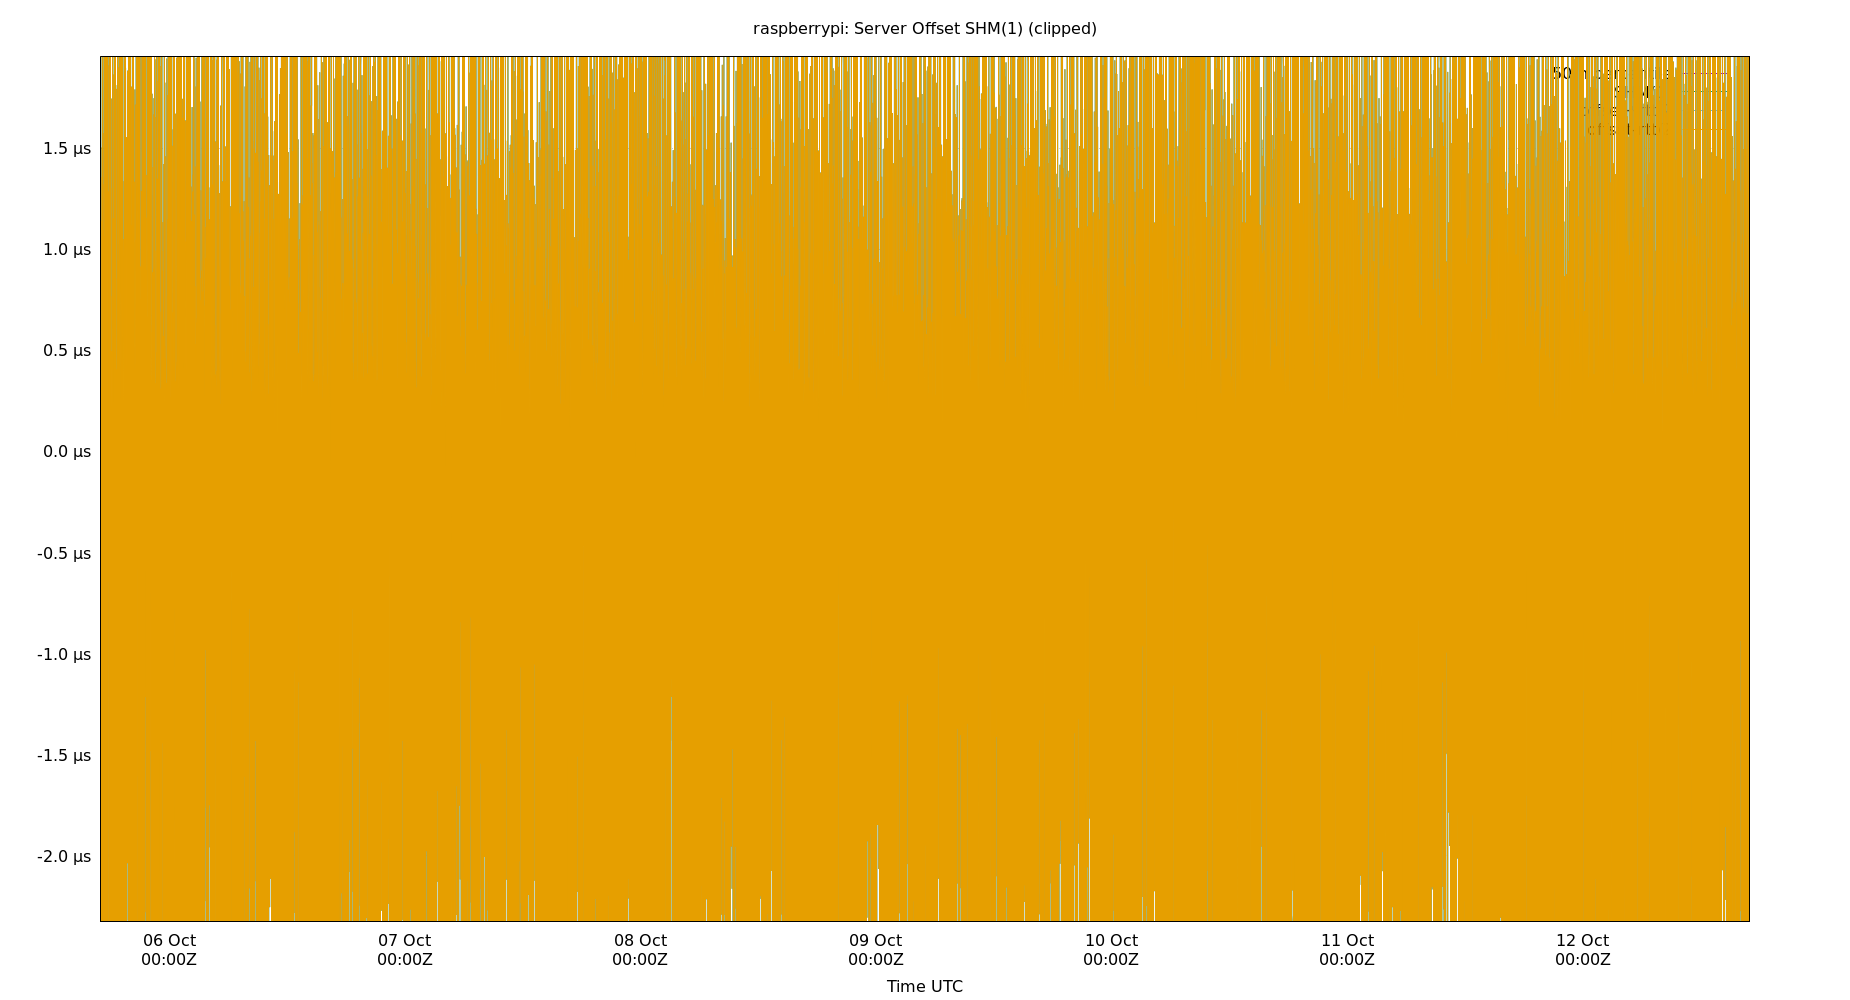 raspberrypi: Server Offset SHM(1) (clipped)
1.5 µs
1.0 µs
0.5 µs
0.0 µs
-0.5 µs
-1.0 µs
-1.5 µs
-2.0 µs
06 Oct 07 Oct 08 Oct 09 Oct 10 Oct 11 Oct 12 Oct
00:00Z 00:00Z 00:00Z 00:00Z 00:00Z 00:00Z 00:00Z
Time UTC